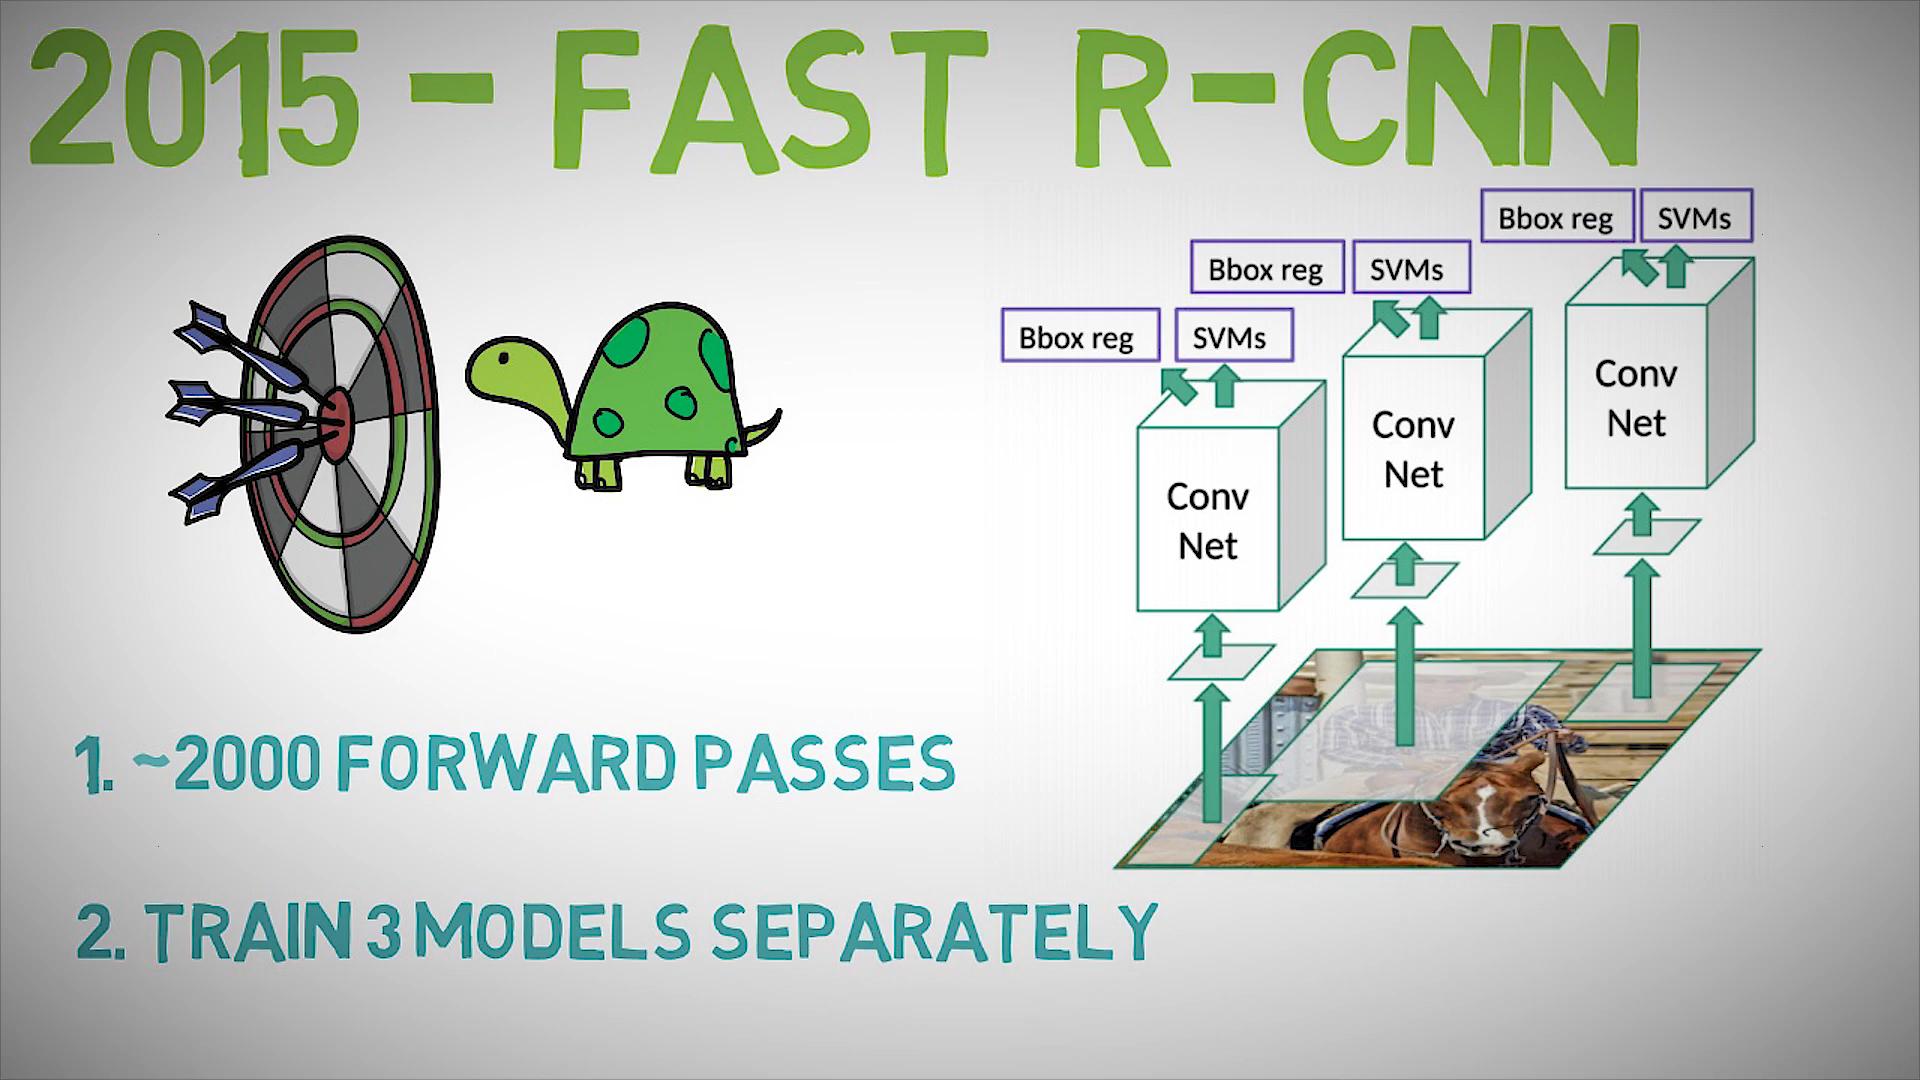 2015 - FAST R-CNN
Bbox reg SVMs
Bbox reg SVMs
Bbox reg SVMs
Conv
Net
Conv
Net
Conv
Net
1. ~2000 FORWARD PASSES
2. TRAIN 3 MODELS SEPARATELY